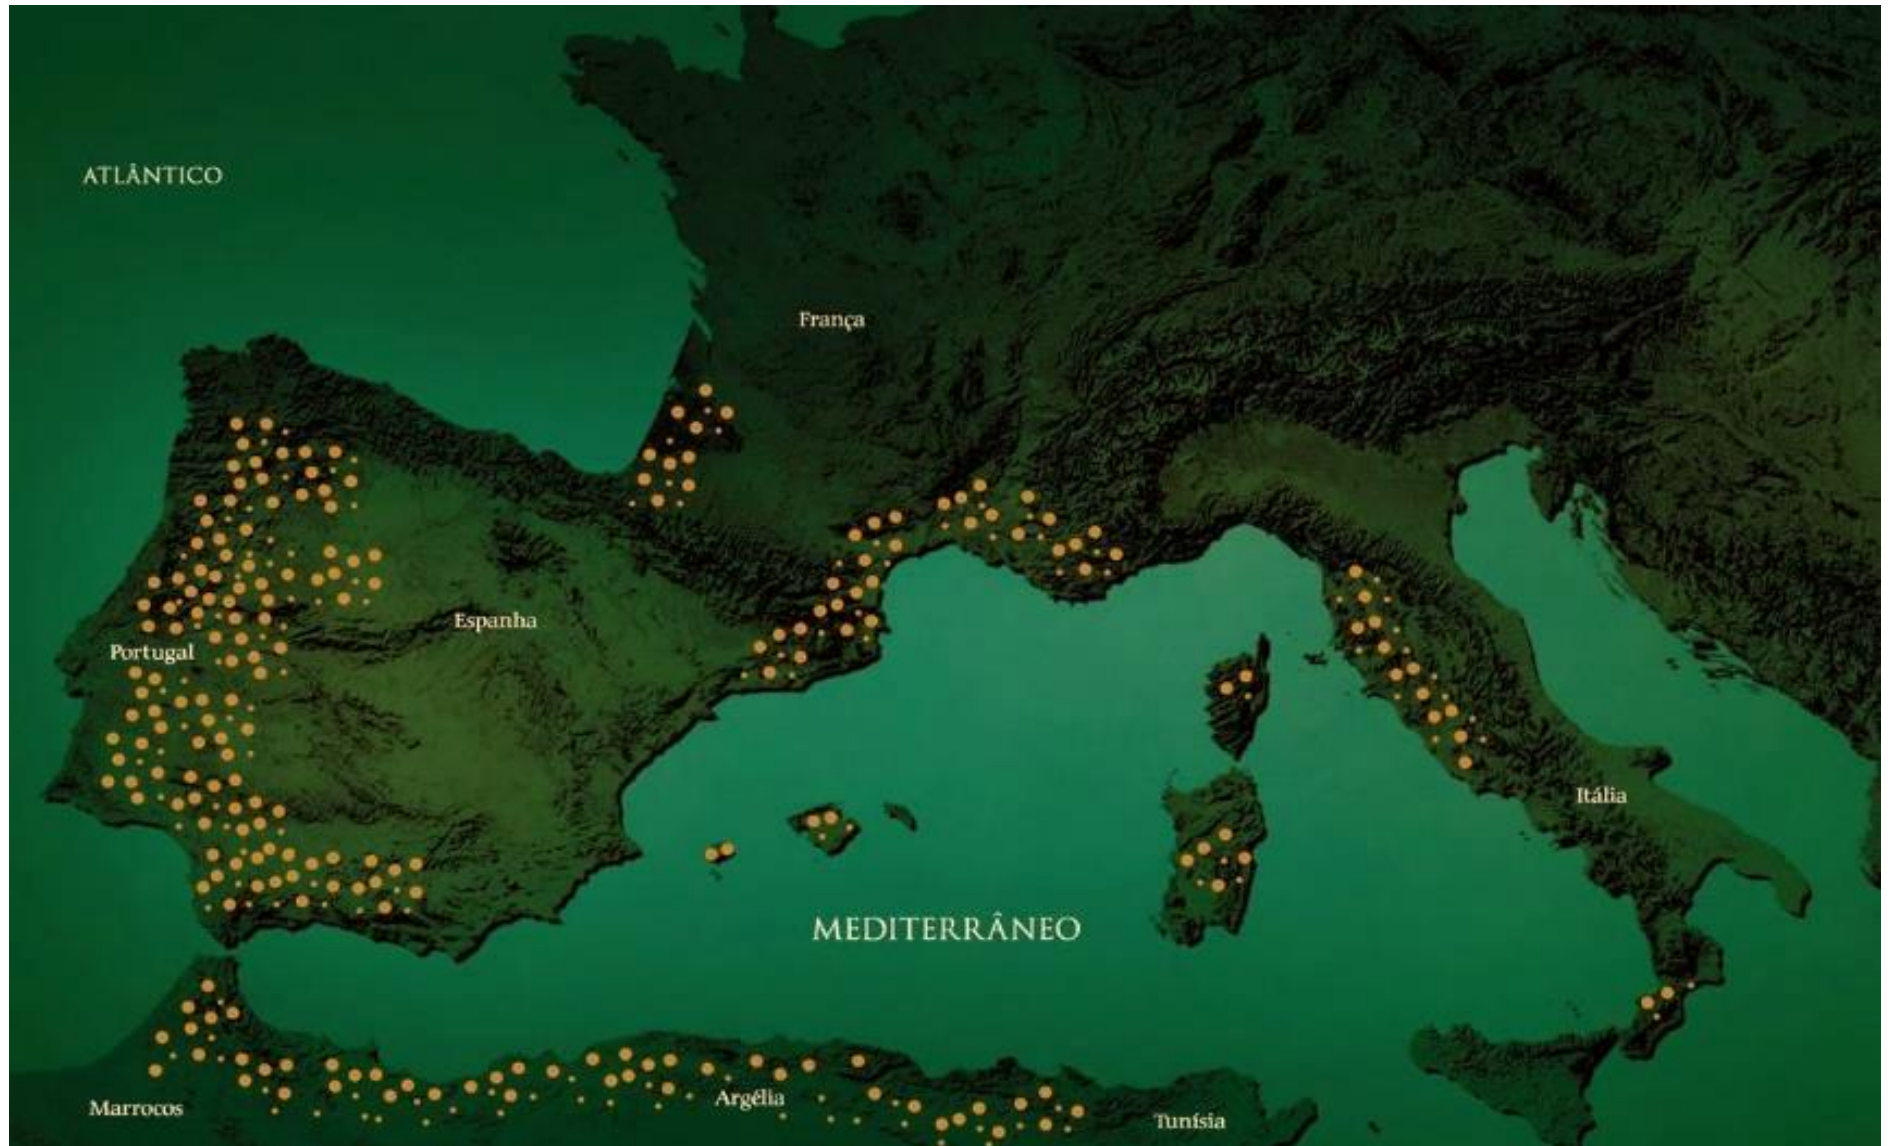 ATLÂNTICO
França
Espanha
Portugal
Itália
MEDITERRÂNEO
Marrocos
Argélia
Tunísia